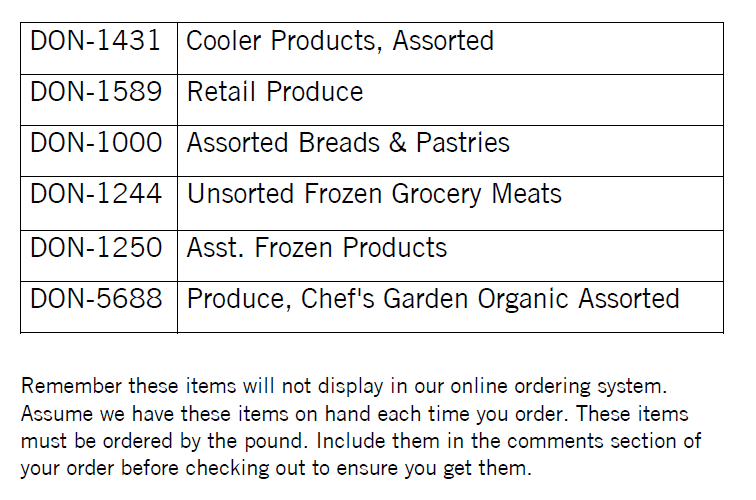 DON-1431 Cooler Products, Assorted
DON-1589 Retail Produce
DON-1000 Assorted Breads & Pastries
DON-1244 Unsorted Frozen Grocery Meats
DON-1250 Asst. Frozen Products
DON-5688 Produce, Chef's Garden Organic Assorted
Remember these items will not display in our online ordering system.
Assume we have these items on hand each time you order. These items
must be ordered by the pound. Include them in the comments section of
your order before checking out to ensure you get them.